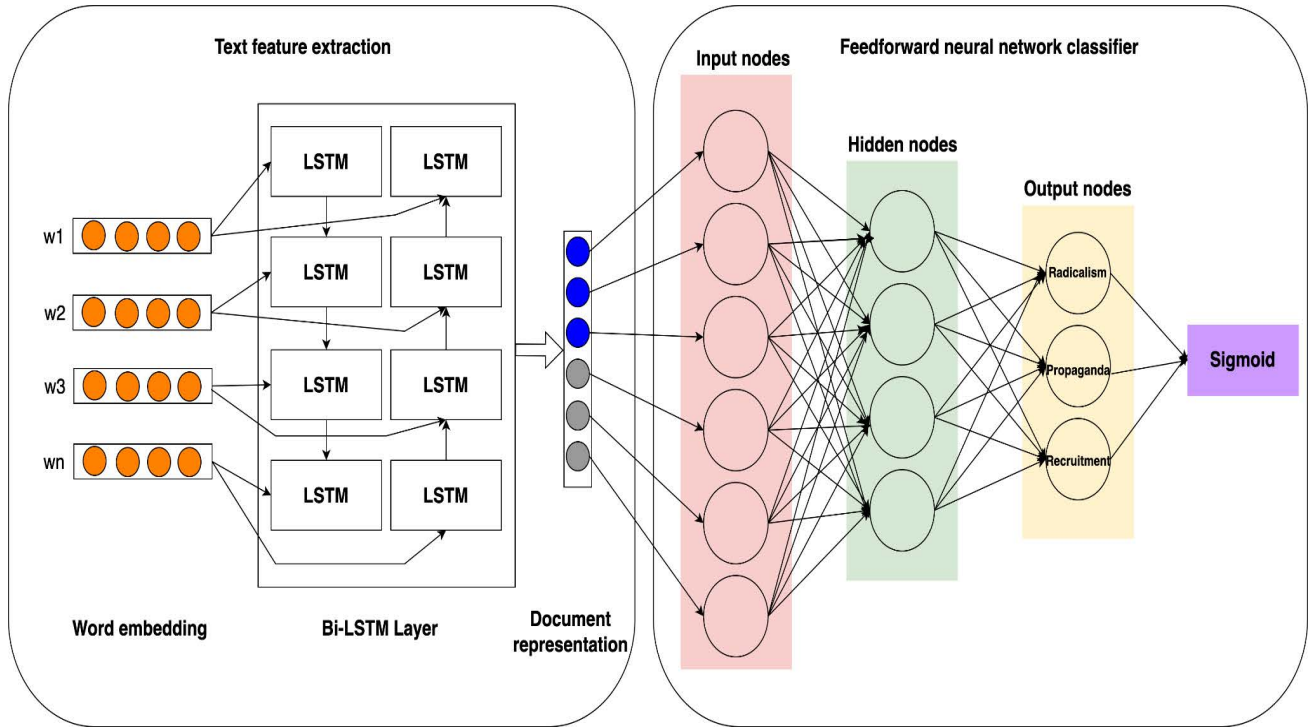 Text feature extraction
Feedforward neural network classifier
Input nodes
Hidden nodes
Output nodes
LSTM
LSTM
LSTM
LSTM
LSTM
LSTM
LSTM
LSTM
w1
w2
w3
wn
Radicalism
Propaganda
Recruitment
Sigmoid
Word embedding
Bi-LSTM Layer
Document
representation